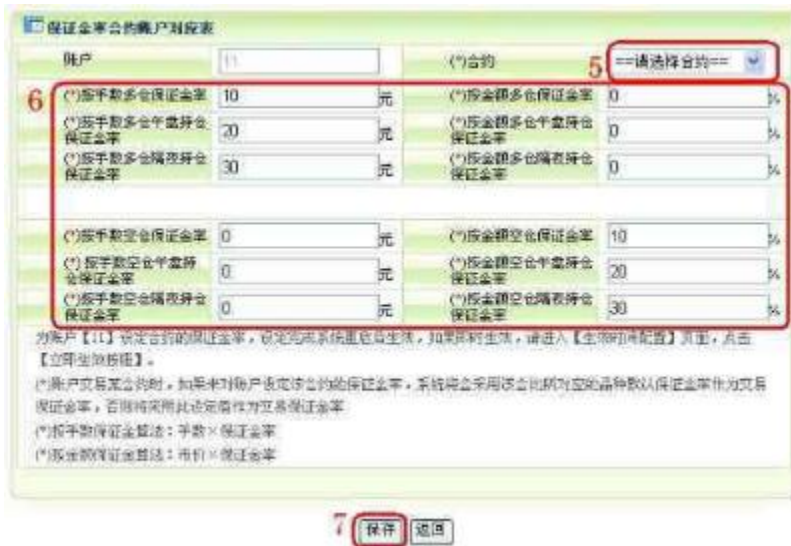 保证金率合约账户对应表
账户 11 (*)合约 5 ==请选择合约==
6 (*)按手数多仓保证金率 10 元 (*)按金额多仓保证金率 0 %
(*)按手数多仓午盘持仓保证金率 20 元 (*)按金额多仓午盘持仓保证金率 0 %
(*)按手数多仓隔夜持仓保证金率 30 元 (*)按金额多仓隔夜持仓保证金率 0 %
(*)按手数空仓保证金率 0 元 (*)按金额空仓保证金率 10 %
(*) 按手数空仓午盘持仓保证金率 0 元 (*)按金额空仓午盘持仓保证金率 20 %
(*)按手数空仓隔夜持仓保证金率 0 元 (*)按金额空仓隔夜持仓保证金率 30 %
为账户【11】设定合约的保证金率，设定完成系统重启后生效，如果即时生效，请进入【生效时间配置】页面，点击
【立即生效按钮】。
(*)账户交易某合约时，如果未对账户设定该合约的保证金率，系统将会采用该合约所对应的品种默认保证金率作为交易
保证金率，否则将采用此设定值作为交易保证金率
(*)按手数保证金算法：手数×保证金率
(*)按金额保证金算法：市价×保证金率
7 保存 返回